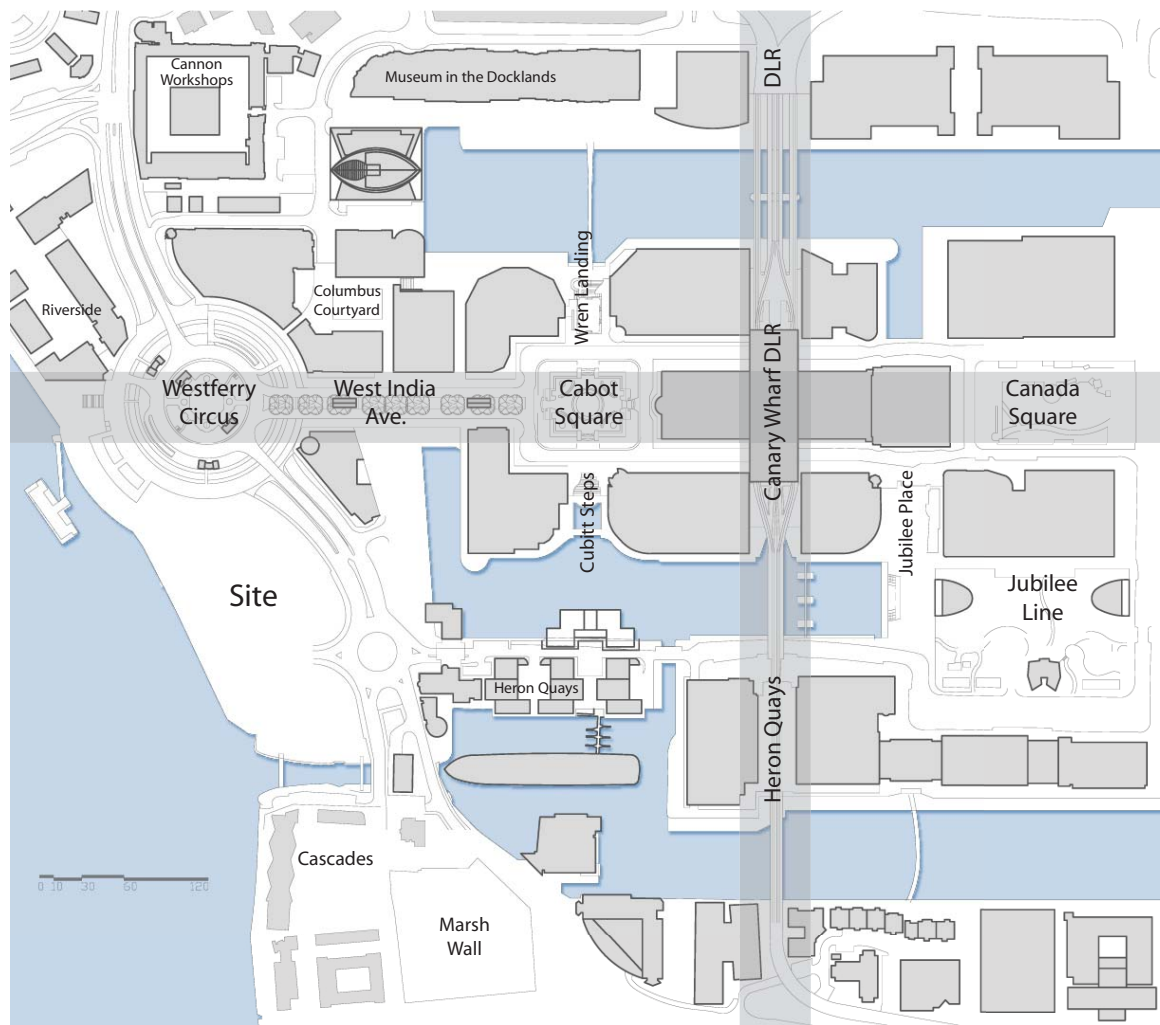 Cannon
Workshops
Museum in the Docklands
DLR
Wren Landing
Columbus
Courtyard
Riverside
Westferry
Circus
West India
Ave.
Cabot
Square
Canary Wharf DLR
Canada
Square
Cubitt Steps
Jubilee Place
Site
Jubilee
Line
Heron Quays
Heron Quays
Cascades
0 10 30 60 120
Marsh
Wall